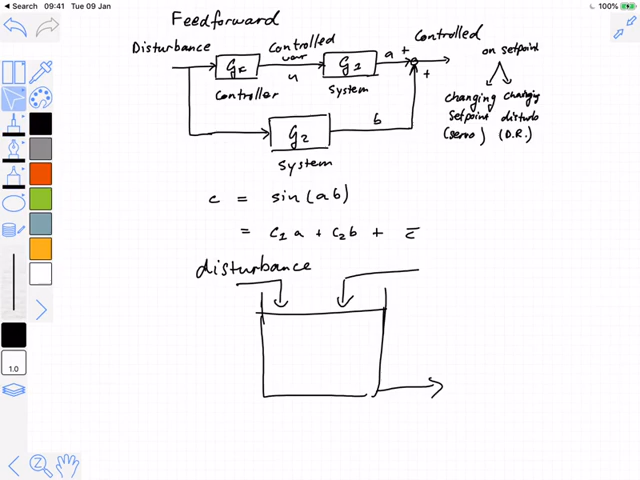 Search 09:41 Tue 09 Jan
100%
Feedforward
Disturbance
Controlled
var
Controlled
on setpoint
Gc
u
G1
a
+
+
Controller
system
changing
setpoint
(servo)
changing
disturb
(D.R.)
G2
b
system
c = sin(ab)
= c1 a + c2 b + c̅
disturbance
1.0